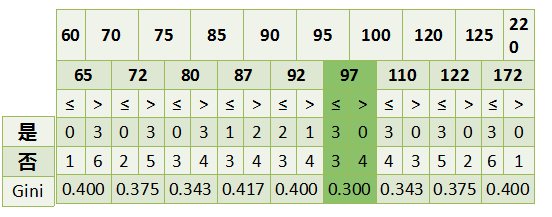 60 70 75 85 90 95 100 120 125 220
65 72 80 87 92 97 110 122 172
≤ > ≤ > ≤ > ≤ > ≤ > ≤ > ≤ > ≤ > ≤ >
是 0 3 0 3 0 3 1 2 2 1 3 0 3 0 3 0 3 0
否 1 6 2 5 3 4 3 4 3 4 3 4 4 3 5 2 6 1
Gini 0.400 0.375 0.343 0.417 0.400 0.300 0.343 0.375 0.400